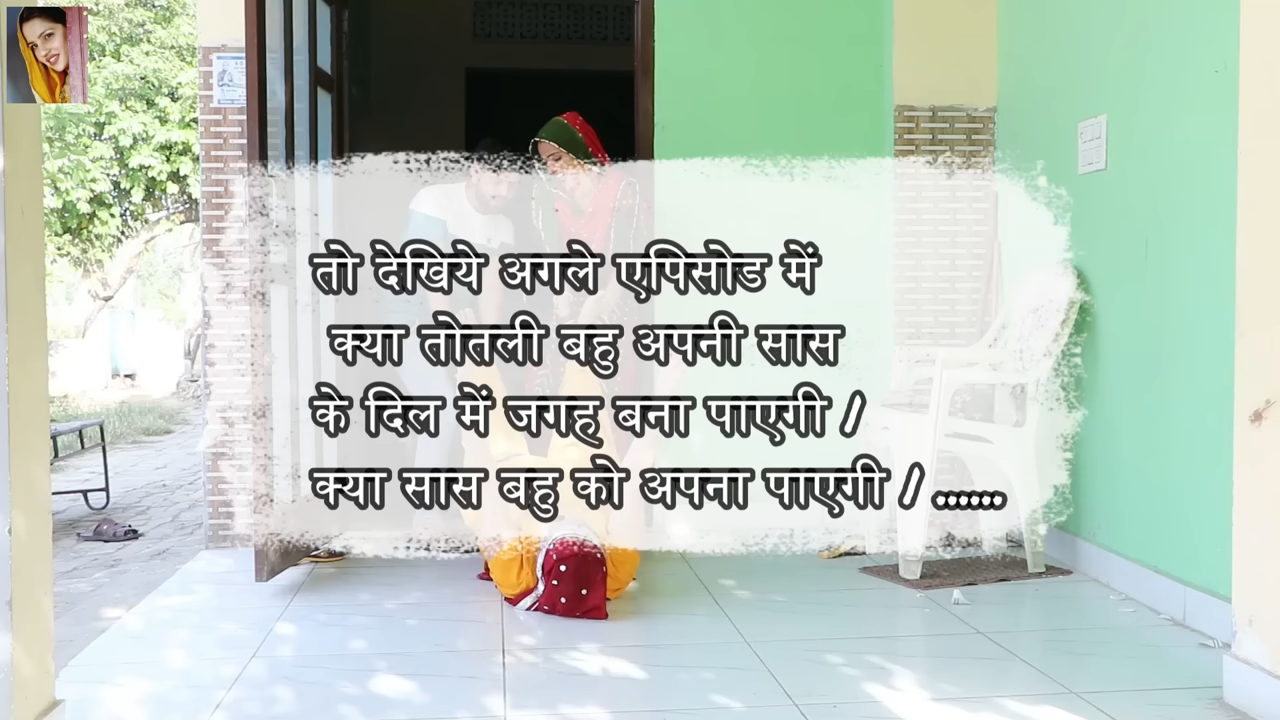 तो देखिये अगले एपिसोड में
क्या तोतली बहु अपनी सास
के दिल में जगह बना पाएगी /
क्या सास बहु को अपना पाएगी / ......